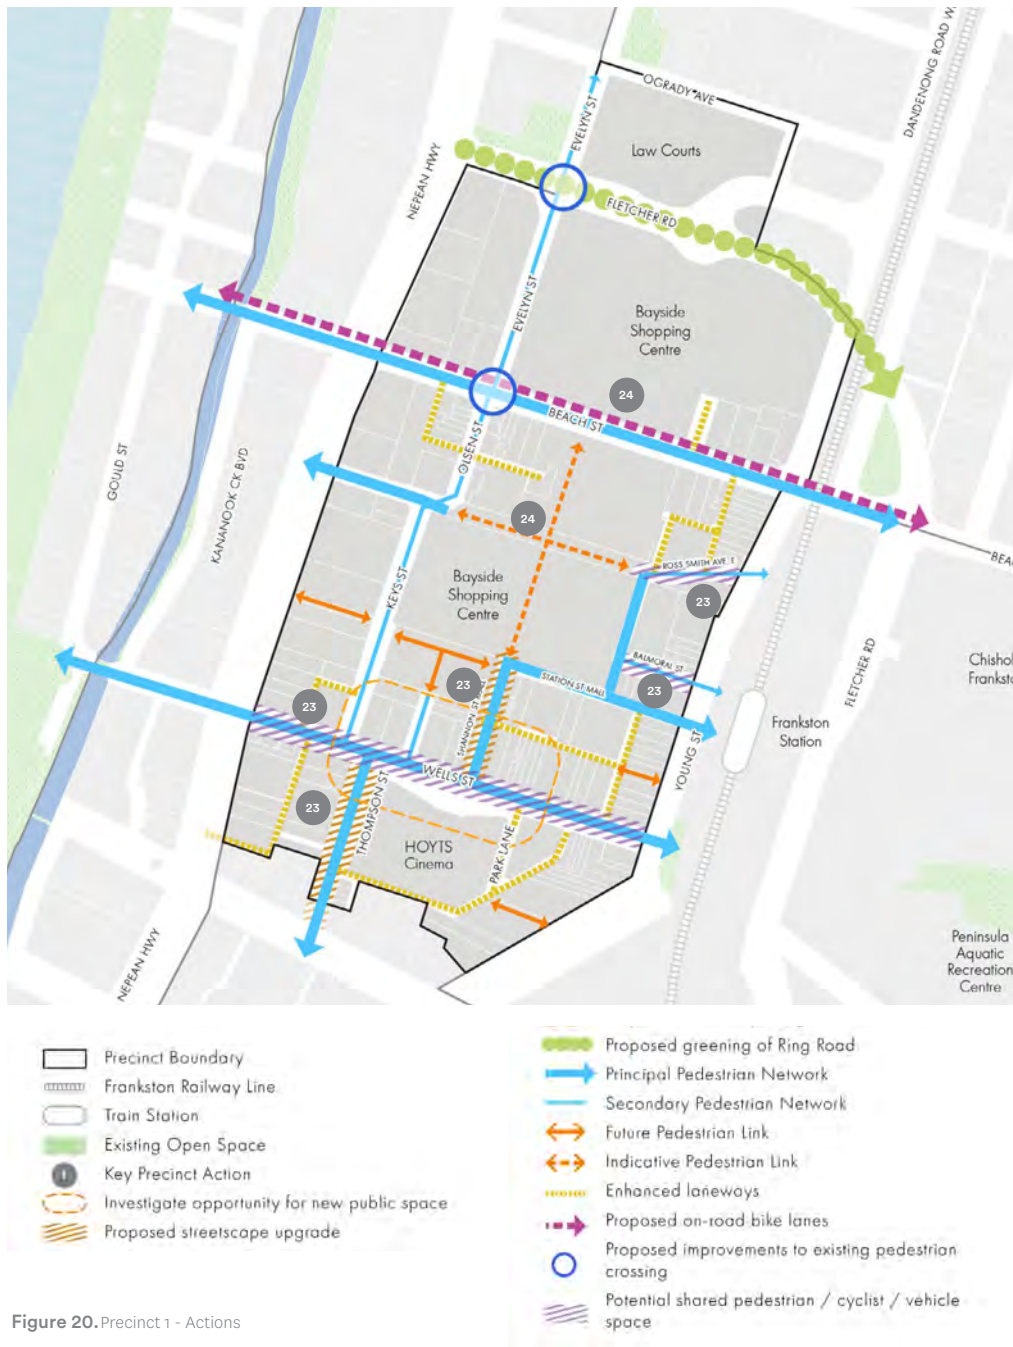 OGRADY AVE
DANDENONG ROAD W
EVELYN ST
Law Courts
NEPEAN HWY
FLETCHER RD
EVELYN ST
Bayside
Shopping
Centre
24
BEACH ST
OLSEN ST
GOULD ST
KANANOOK CK BVD
24
BEA
ROSS SMITH AVE. E
KEYS ST
Bayside
Shopping
Centre
23
BALMORAL ST
FLETCHER RD
Chishol
Frankst
STATION ST MALL
23
23
SHANNON ST MALL
23
Frankston
Station
YOUNG ST
WELLS ST
23
THOMPSON ST
HOYTS
Cinema
PARK LANE
NEPEAN HWY
Peninsula
Aquatic
Recreation
Centre
Precinct Boundary
Frankston Railway Line
Train Station
Existing Open Space
Key Precinct Action
Investigate opportunity for new public space
Proposed streetscape upgrade
Proposed greening of Ring Road
Principal Pedestrian Network
Secondary Pedestrian Network
Future Pedestrian Link
Indicative Pedestrian Link
Enhanced laneways
Proposed on-road bike lanes
Proposed improvements to existing pedestrian
crossing
Potential shared pedestrian / cyclist / vehicle
space
Figure 20. Precinct 1 - Actions